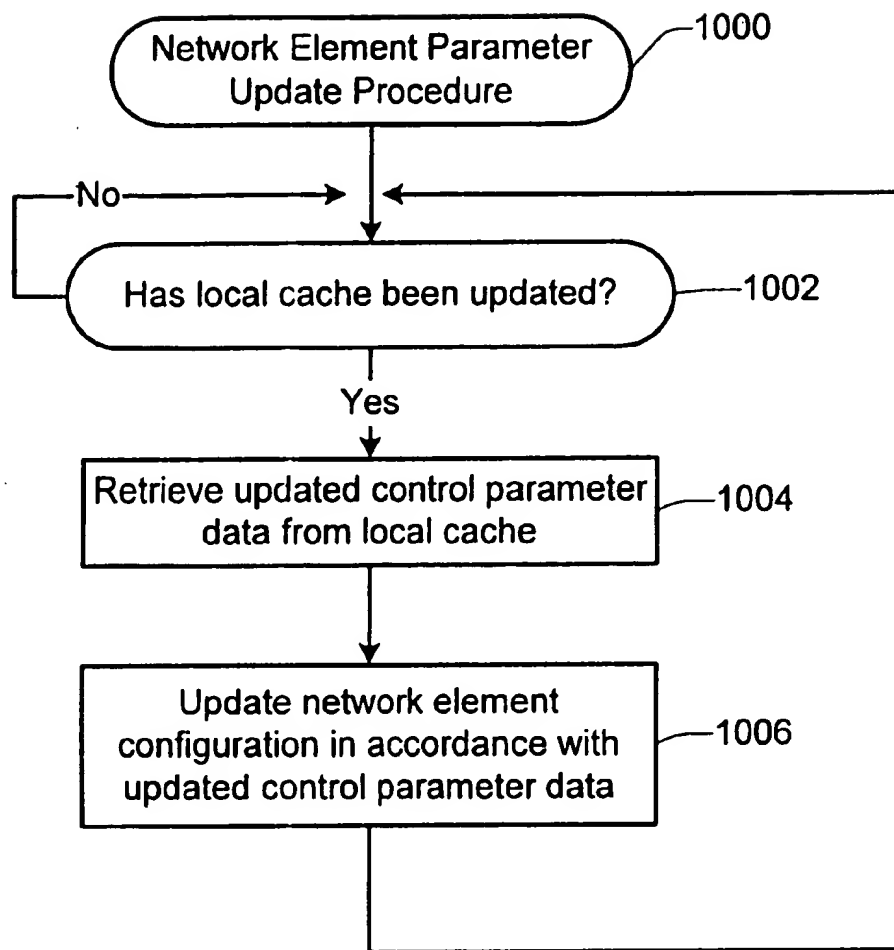 Network Element Parameter
Update Procedure
1000
No
Has local cache been updated?
1002
Yes
Retrieve updated control parameter
data from local cache
1004
Update network element
configuration in accordance with
updated control parameter data
1006